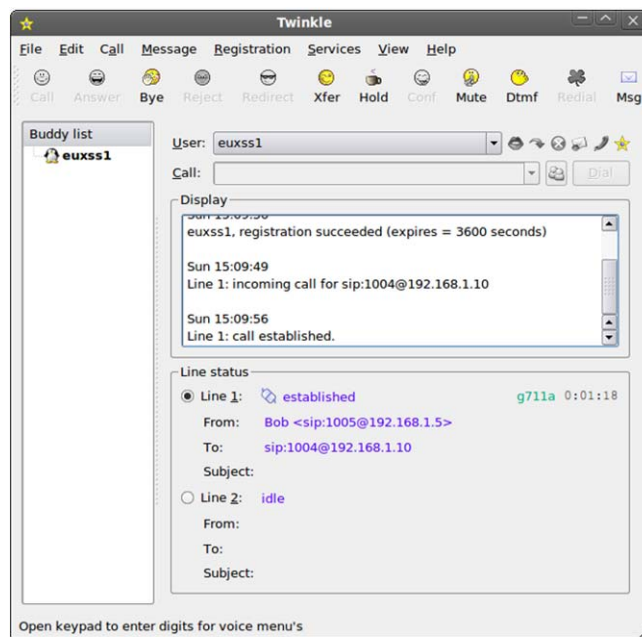 Twinkle
File Edit Call Message Registration Services View Help
Call Answer Bye Reject Redirect Xfer Hold Conf Mute Dtmf Redial Msg
Buddy list
euxss1
User: euxss1
Call: Dial
Display
euxss1, registration succeeded (expires = 3600 seconds)
Sun 15:09:49
Line 1: incoming call for sip:1004@192.168.1.10
Sun 15:09:56
Line 1: call established.
Line status
Line 1: established g711a 0:01:18
From: Bob <sip:1005@192.168.1.5>
To: sip:1004@192.168.1.10
Subject:
Line 2: idle
From:
To:
Subject:
Open keypad to enter digits for voice menu's